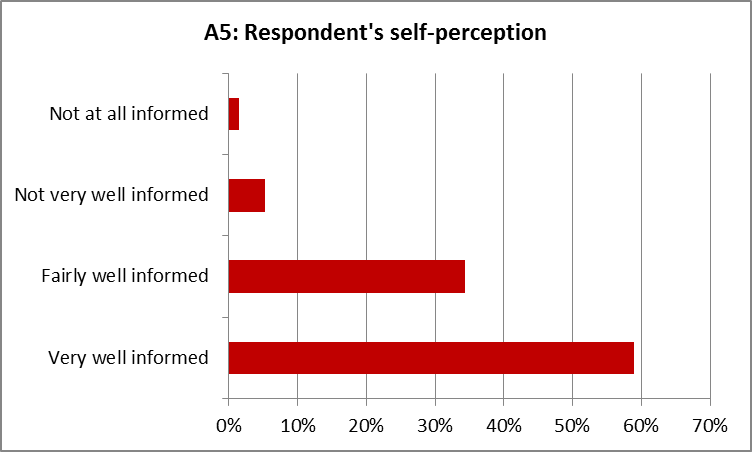 A5: Respondent's self-perception
Not at all informed
Not very well informed
Fairly well informed
Very well informed
0% 10% 20% 30% 40% 50% 60% 70%